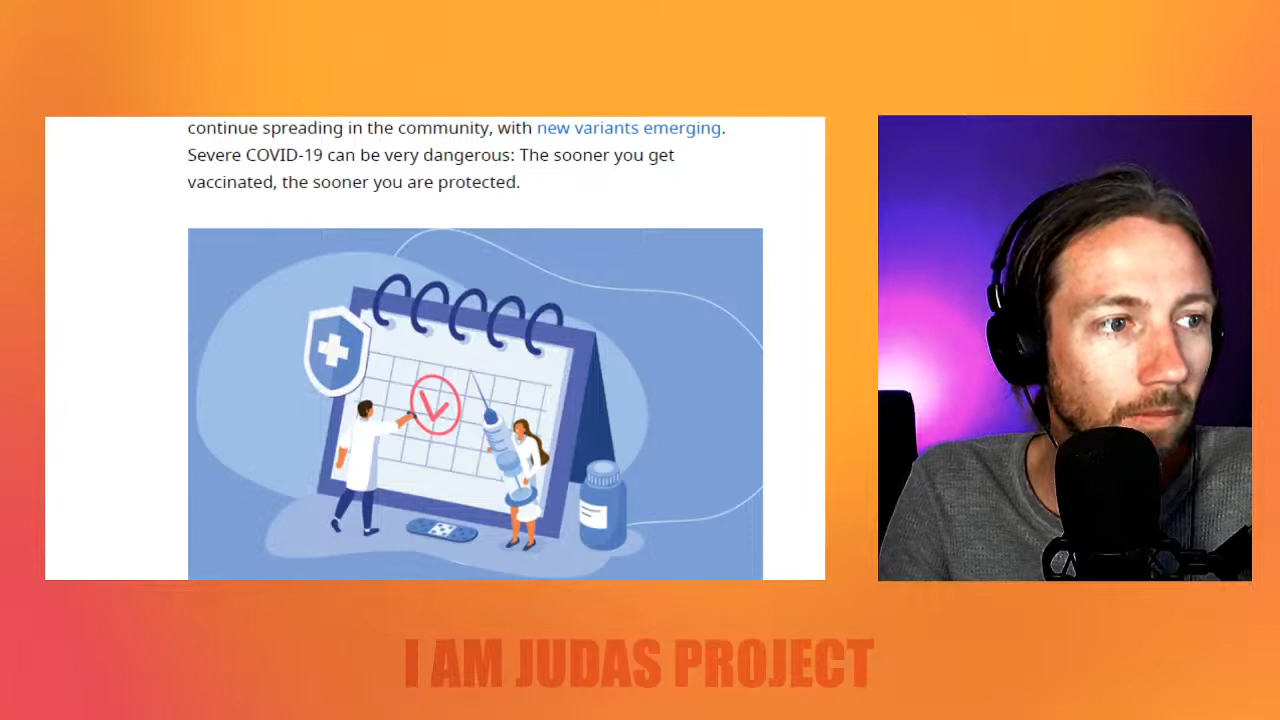 continue spreading in the community, with new variants emerging.
Severe COVID-19 can be very dangerous: The sooner you get
vaccinated, the sooner you are protected.
I AM JUDAS PROJECT